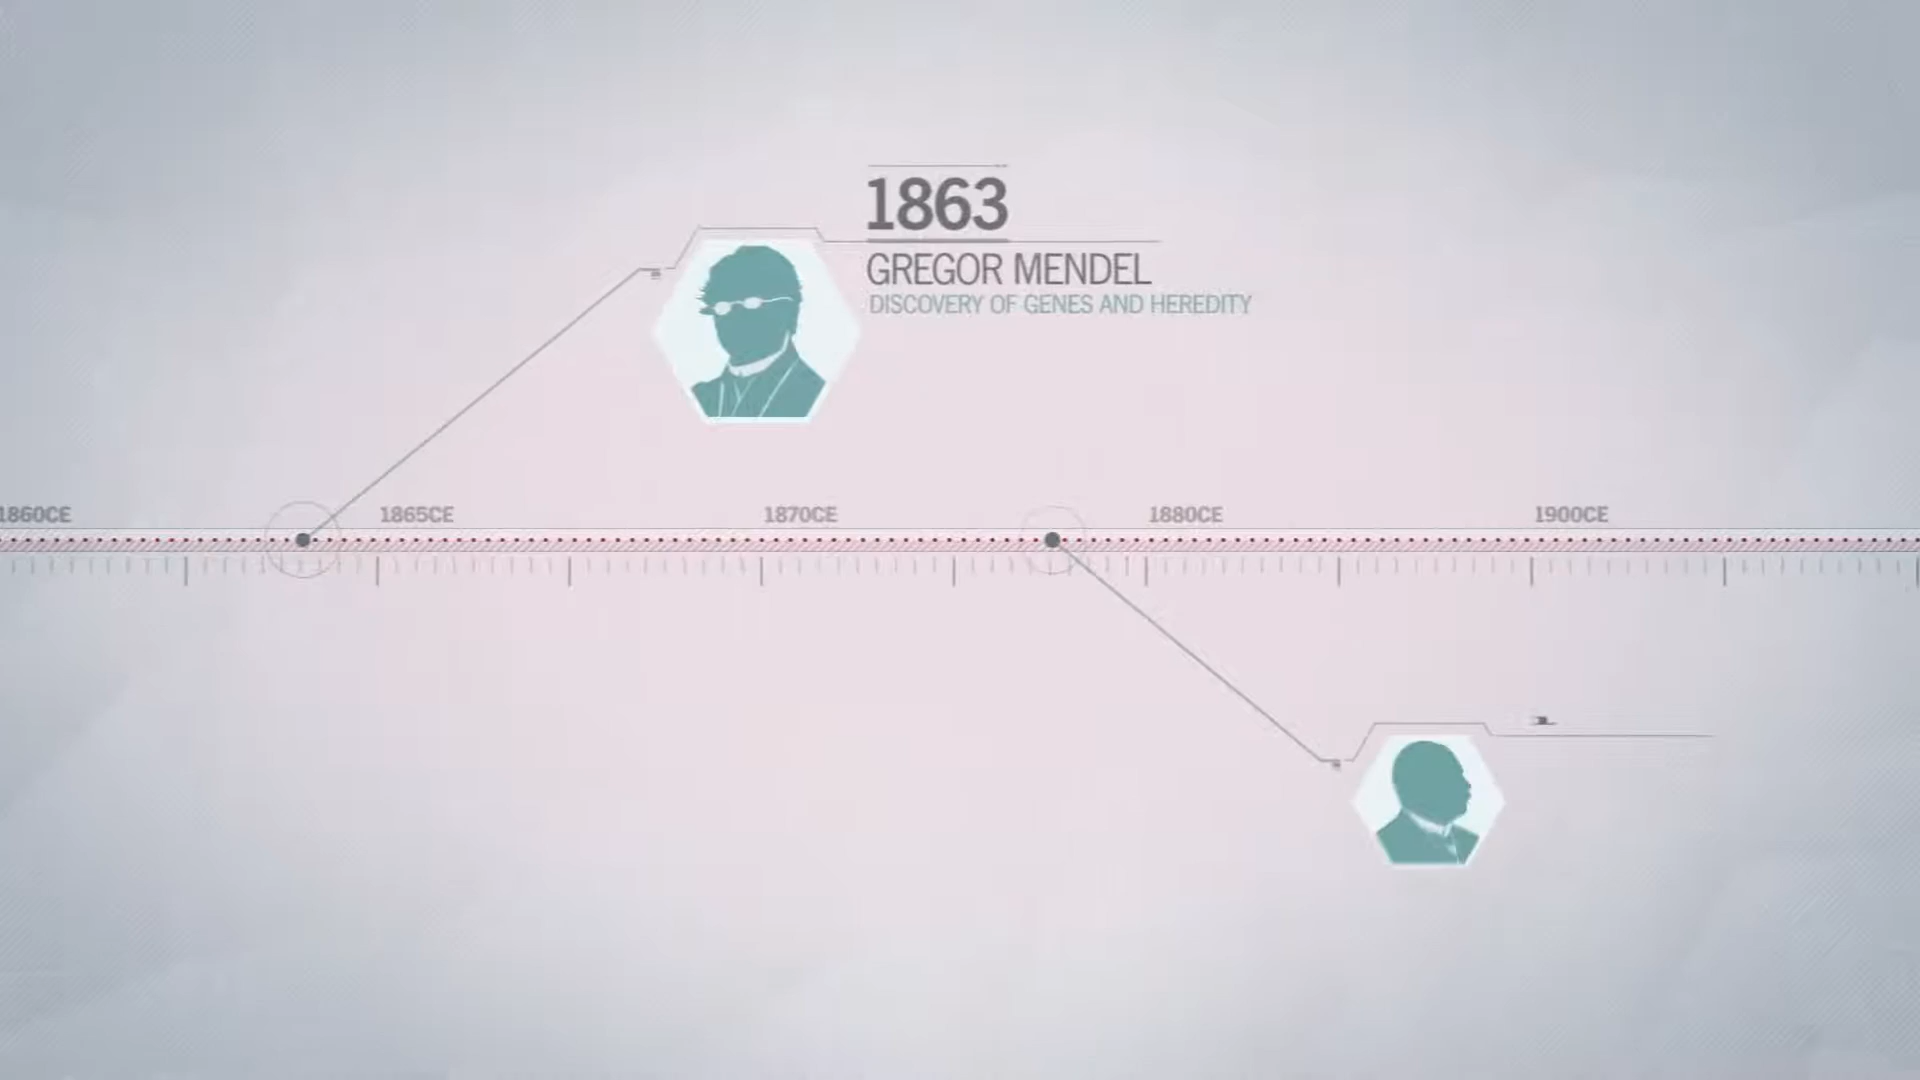 1863
GREGOR MENDEL
DISCOVERY OF GENES AND HEREDITY
1860CE
1865CE
1870CE
1880CE
1900CE